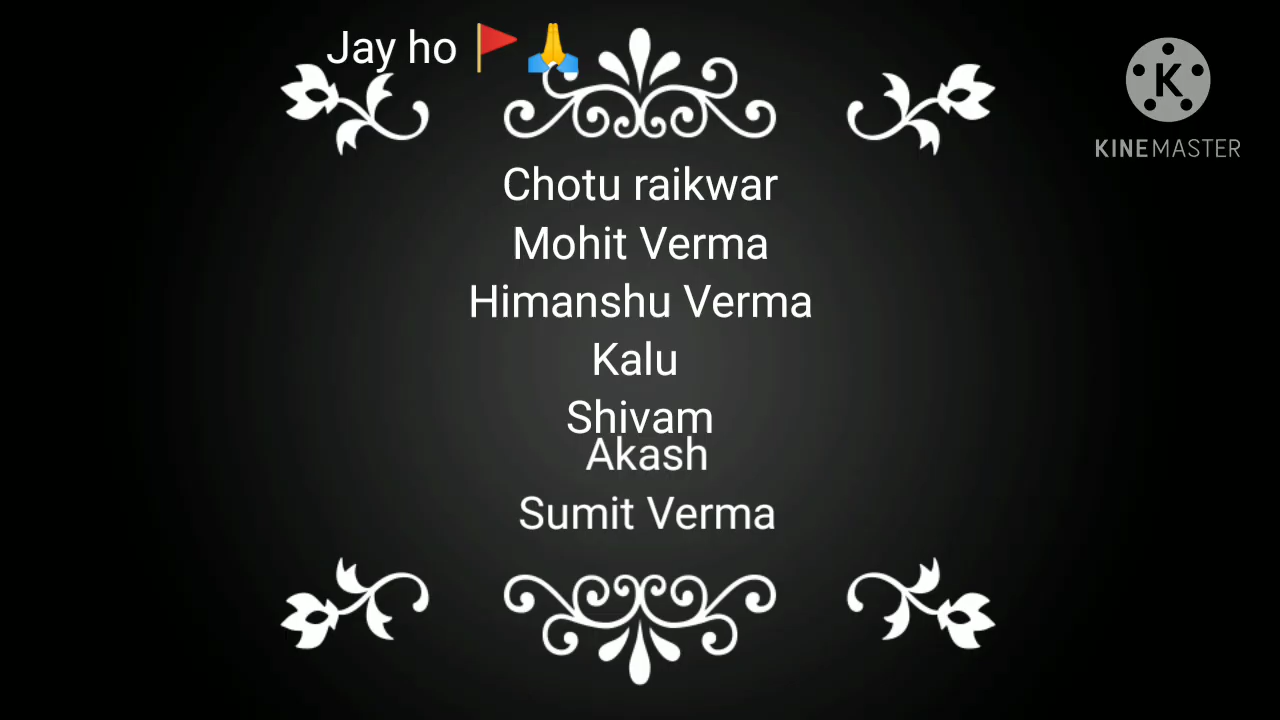 Jay ho 🚩🙏
K
KINEMASTER
Chotu raikwar
Mohit Verma
Himanshu Verma
Kalu
Shivam
Akash
Sumit Verma